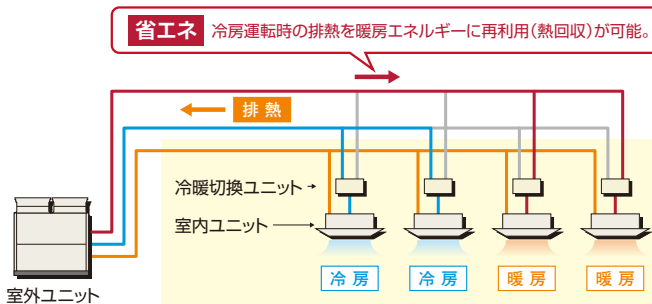 省エネ 冷房運転時の排熱を暖房エネルギーに再利用(熱回収)が可能。
排熱
冷暖切換ユニット
室内ユニット
冷房 冷房 暖房 暖房
室外ユニット